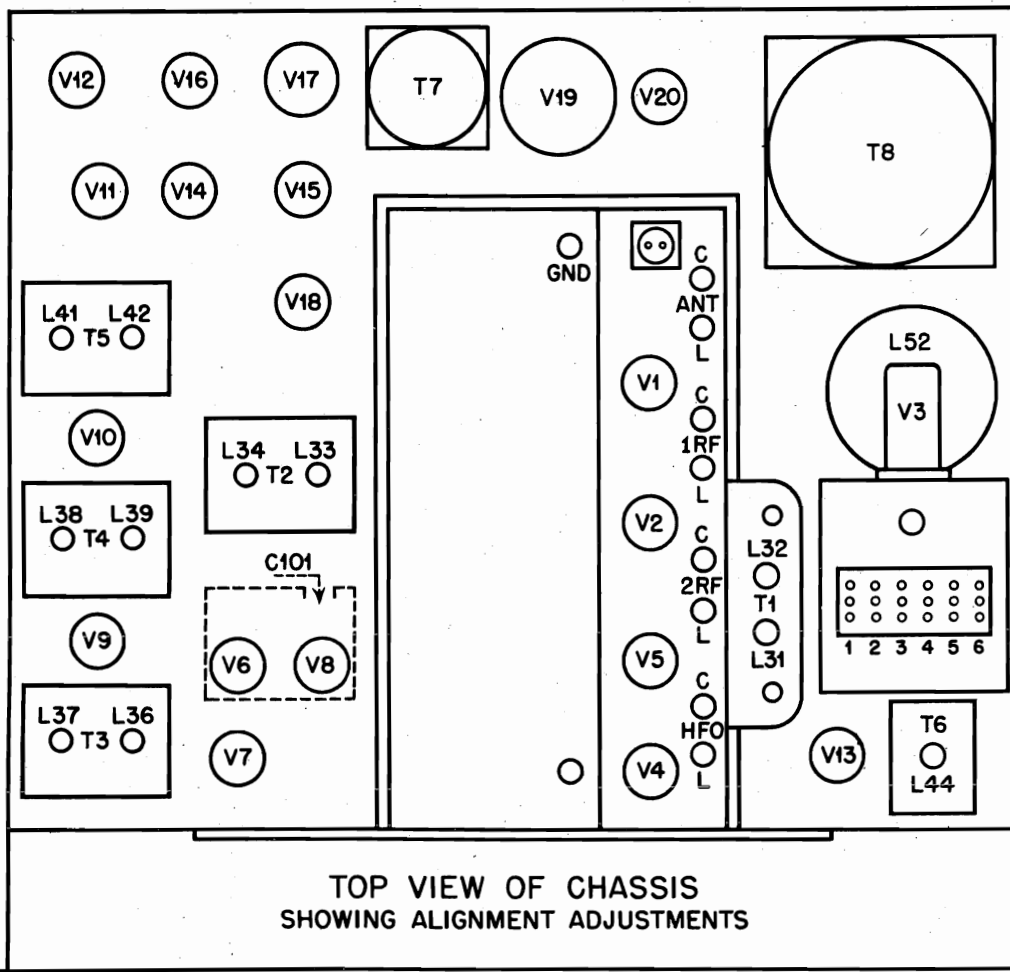 V12 V16 V17 T7 V19 V20 T8
V11 V14 V15
GND C
ANT
L
V18
L41 L42
T5
L52
V3
V1
C
1RF
L
V10
L34 L33
T2
L38 L39
T4
V2
C
2RF
L
L32
T1
L31
C101
V9
V6 V8
V5
1 2 3 4 5 6
C
HFO
L
L37 L36
T3
V7
V4
V13
T6
L44
TOP VIEW OF CHASSIS
SHOWING ALIGNMENT ADJUSTMENTS